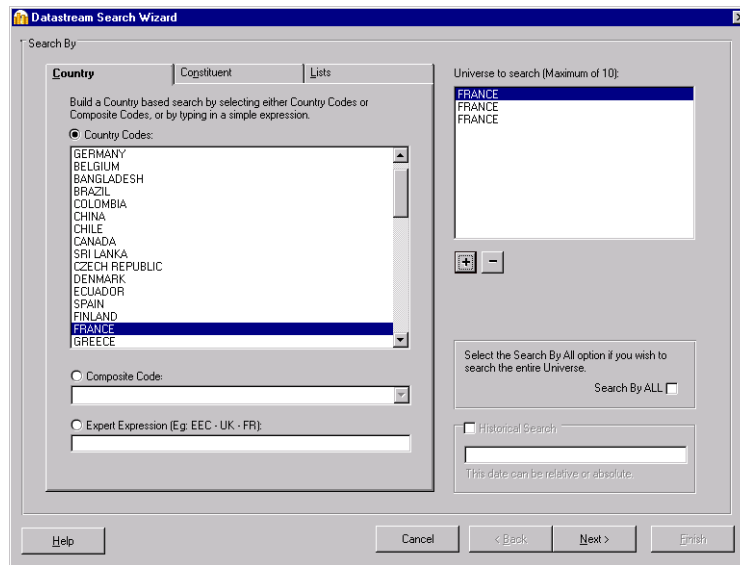 Datastream Search Wizard
Search By
Country
Constituent
Lists
Build a Country based search by selecting either Country Codes or
Composite Codes, or by typing in a simple expression.
Country Codes:
GERMANY
BELGIUM
BANGLADESH
BRAZIL
COLOMBIA
CHINA
CHILE
CANADA
SRI LANKA
CZECH REPUBLIC
DENMARK
ECUADOR
SPAIN
FINLAND
FRANCE
GREECE
Composite Code:
Expert Expression (Eg: EEC - UK - FR):
Universe to search (Maximum of 10):
FRANCE
FRANCE
FRANCE
+ -
Select the Search By All option if you wish to
search the entire Universe.
Search By ALL
Historical Search
This date can be relative or absolute.
Help
Cancel
< Back
Next >
Finish